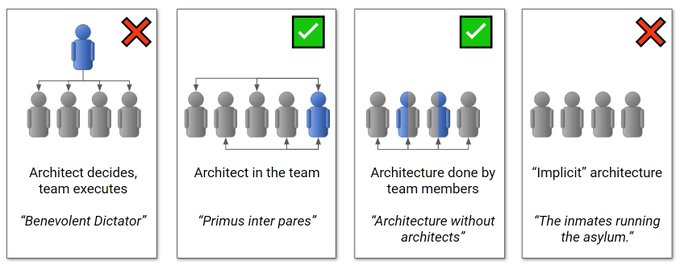 Architect decides,
team executes
“Benevolent Dictator”
Architect in the team
“Primus inter pares”
Architecture done by
team members
“Architecture without
architects”
“Implicit” architecture
“The inmates running
the asylum.”